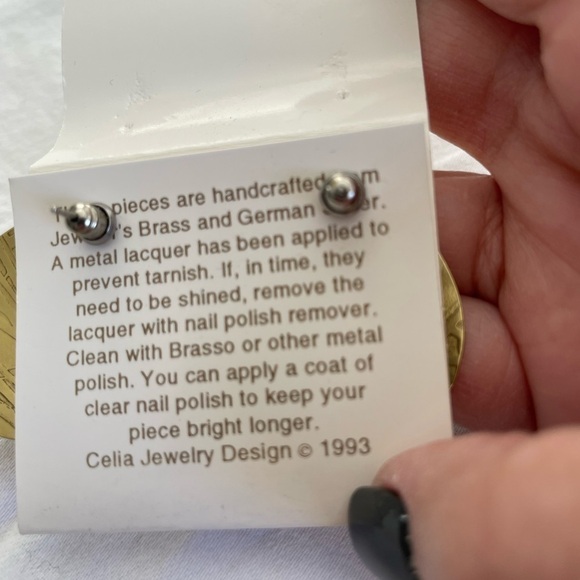 pieces are handcrafted
's Brass and German
A metal lacquer has been applied to
prevent tarnish. If, in time, they
need to be shined, remove the
lacquer with nail polish remover.
Clean with Brasso or other metal
polish. You can apply a coat of
clear nail polish to keep your
piece bright longer.
Celia Jewelry Design © 1993